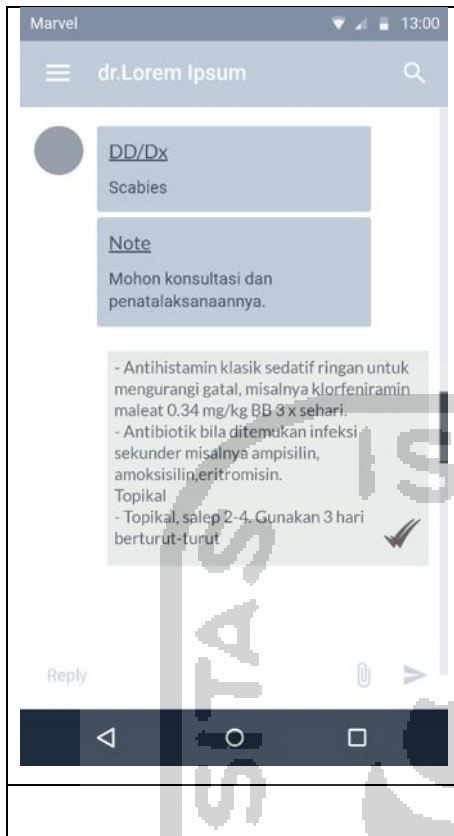 Marvel 13:00
dr.Lorem Ipsum
DD/Dx
Scabies
Note
Mohon konsultasi dan
penatalaksanaannya.
- Antihistamin klasik sedatif ringan untuk
mengurangi gatal, misalnya klorfeniramin
maleat 0.34 mg/kg BB 3 x sehari.
- Antibiotik bila ditemukan infeksi
sekunder misalnya ampisilin,
amoksisilin,eritromisin.
Topikal
- Topikal, salep 2-4. Gunakan 3 hari
berturut-turut
Reply